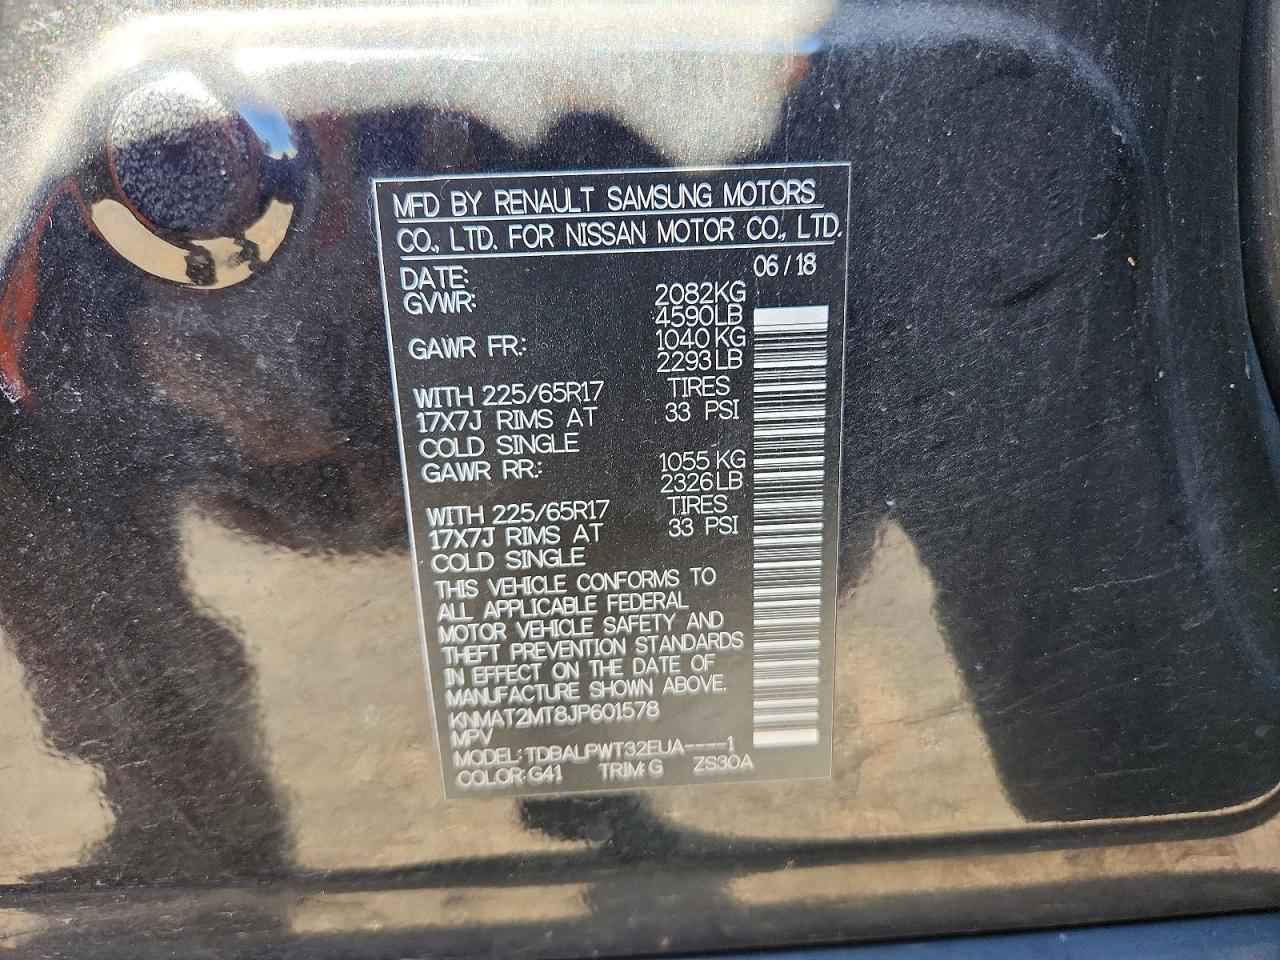 MFD BY RENAULT SAMSUNG MOTORS
CO., LTD. FOR NISSAN MOTOR CO., LTD.
DATE: 06/18
GVWR: 2082KG
4590LB
GAWR FR: 1040KG
2293LB
WITH 225/65R17 TIRES
17X7J RIMS AT 33 PSI
COLD SINGLE
GAWR RR: 1055KG
2326LB
WITH 225/65R17 TIRES
17X7J RIMS AT 33 PSI
COLD SINGLE
THIS VEHICLE CONFORMS TO
ALL APPLICABLE FEDERAL
MOTOR VEHICLE SAFETY AND
THEFT PREVENTION STANDARDS
IN EFFECT ON THE DATE OF
MANUFACTURE SHOWN ABOVE.
KNMAT2MT8JP601578
MPV
MODEL: TDBALPWT32EUA----1
COLOR: G41 TRIM: G ZS30A